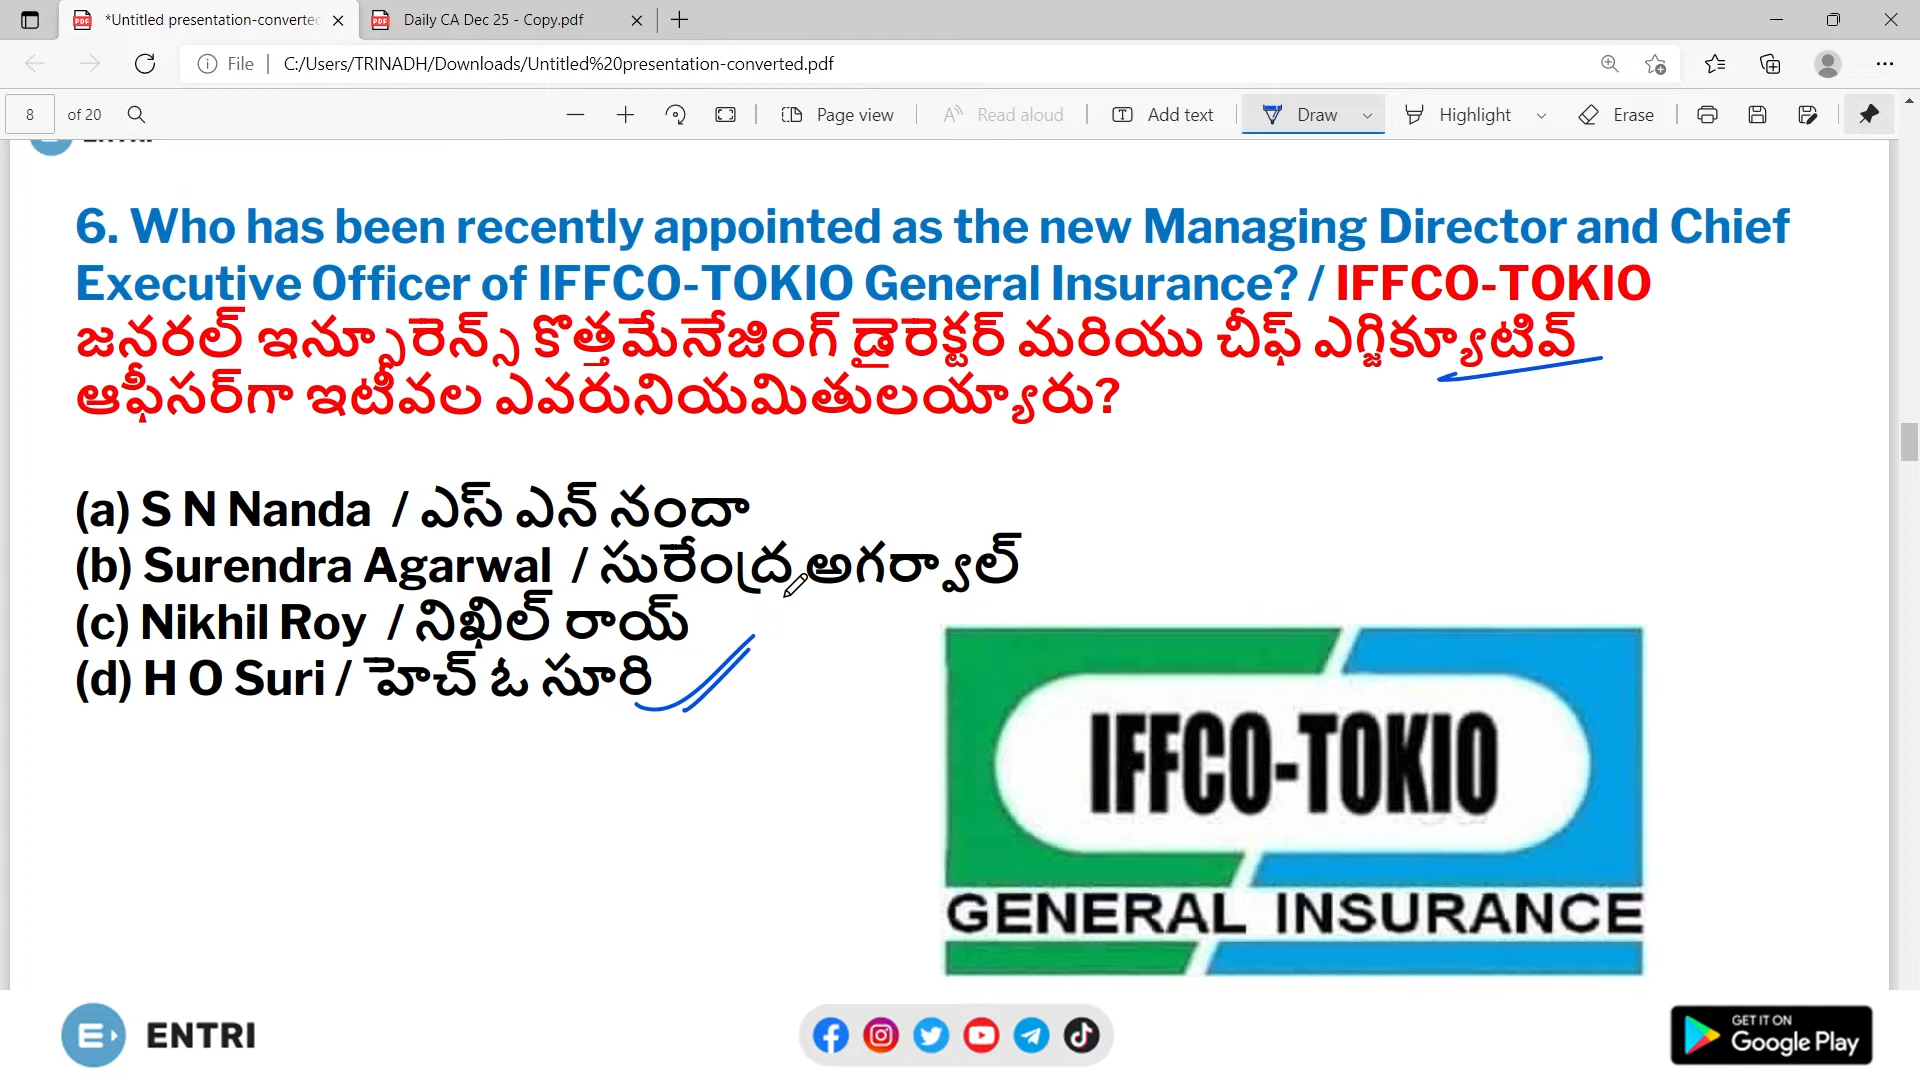 *Untitled presentation-converted
Daily CA Dec 25 - Copy.pdf
File
C:/Users/TRINADH/Downloads/Untitled%20presentation-converted.pdf
8 of 20
Page view
Read aloud
Add text
Draw
Highlight
Erase
6. Who has been recently appointed as the new Managing Director and Chief
Executive Officer of IFFCO-TOKIO General Insurance? / IFFCO-TOKIO
జనరల్ ఇన్సూరెన్స్ కొత్తమేనేజింగ్ డైరెక్టర్ మరియు చీఫ్ ఎగ్జిక్యూటివ్
ఆఫీసర్‌గా ఇటీవల ఎవరునియమితులయ్యారు?
(a) S N Nanda / ఎస్ ఎన్ నందా
(b) Surendra Agarwal / సురేంద్ర అగర్వాల్
(c) Nikhil Roy / నిఖిల్ రాయ్
(d) H O Suri / హెచ్ ఓ సూరి
IFFCO-TOKIO
GENERAL INSURANCE
ENTRI
GET IT ON
Google Play